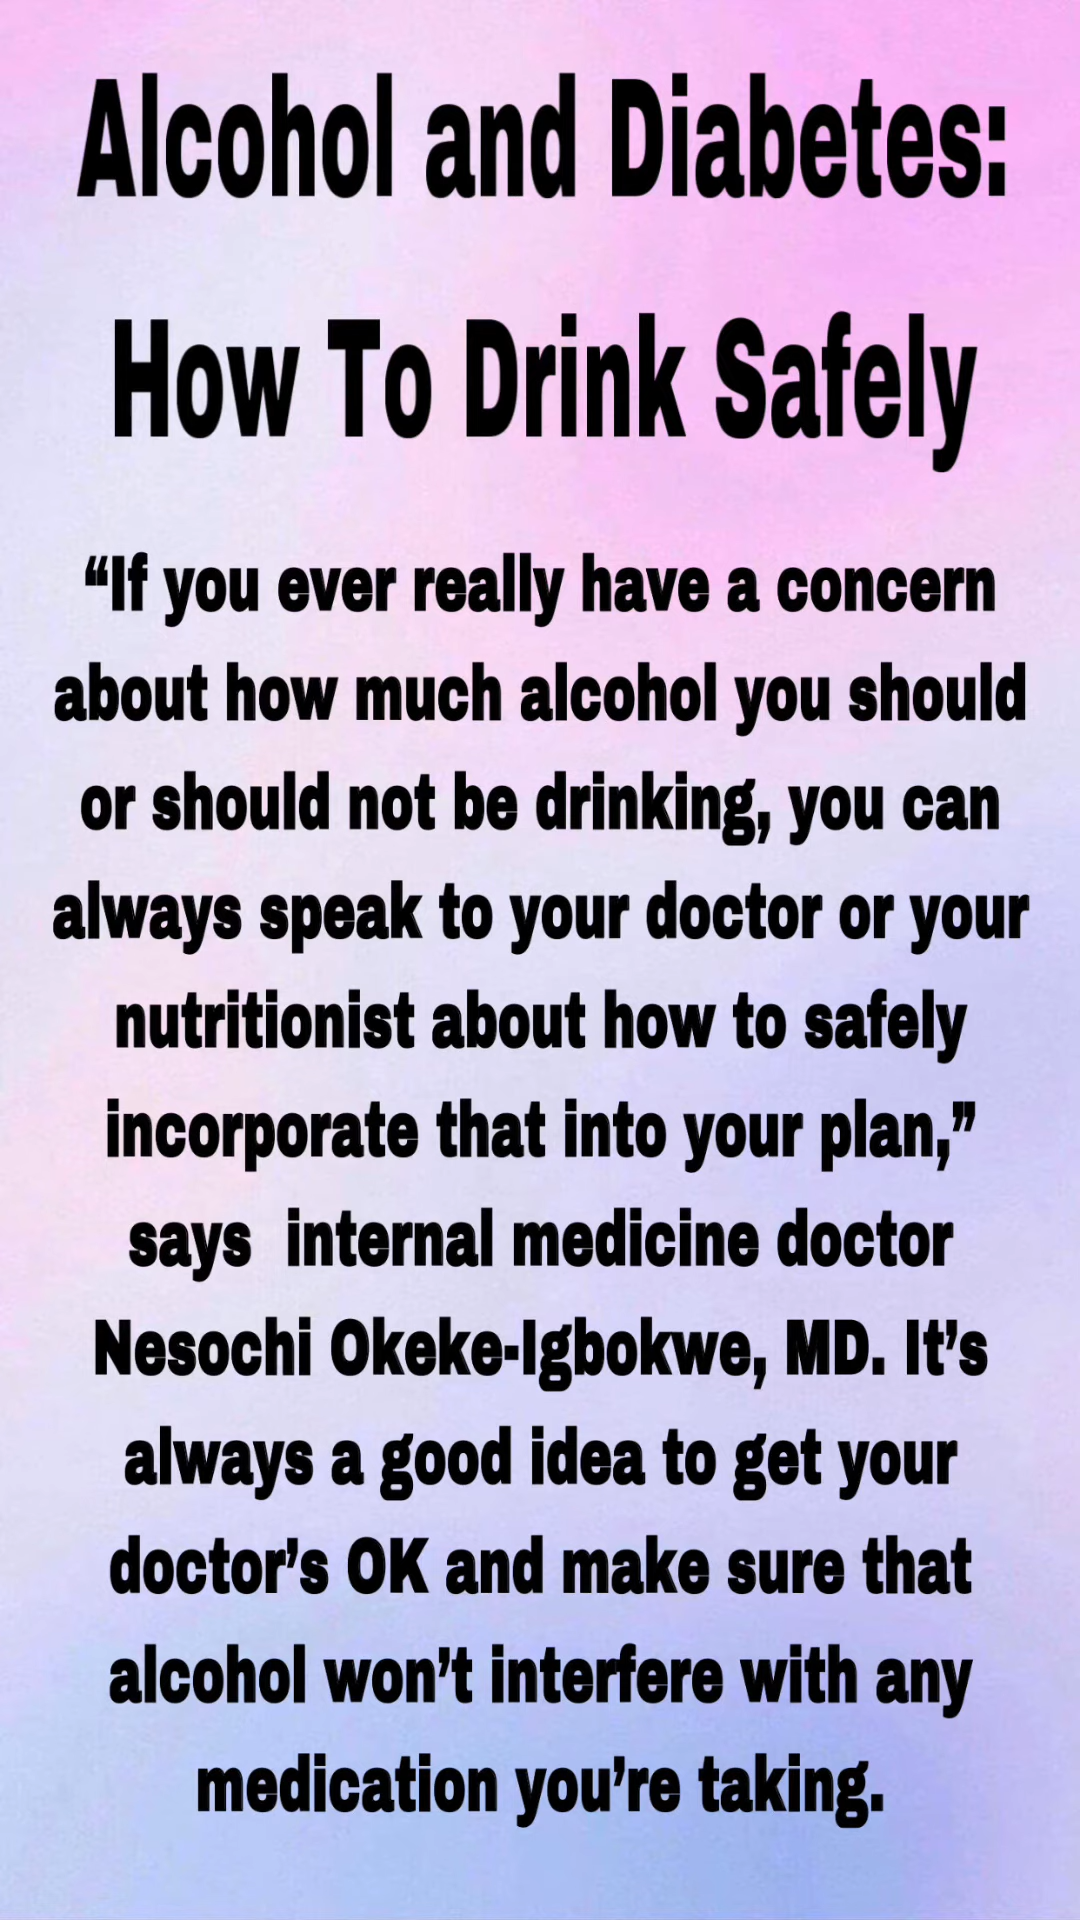 Alcohol and Diabetes:
How To Drink Safely
“If you ever really have a concern
about how much alcohol you should
or should not be drinking, you can
always speak to your doctor or your
nutritionist about how to safely
incorporate that into your plan,”
says  internal medicine doctor
Nesochi Okeke-Igbokwe, MD. It’s
always a good idea to get your
doctor’s OK and make sure that
alcohol won’t interfere with any
medication you’re taking.